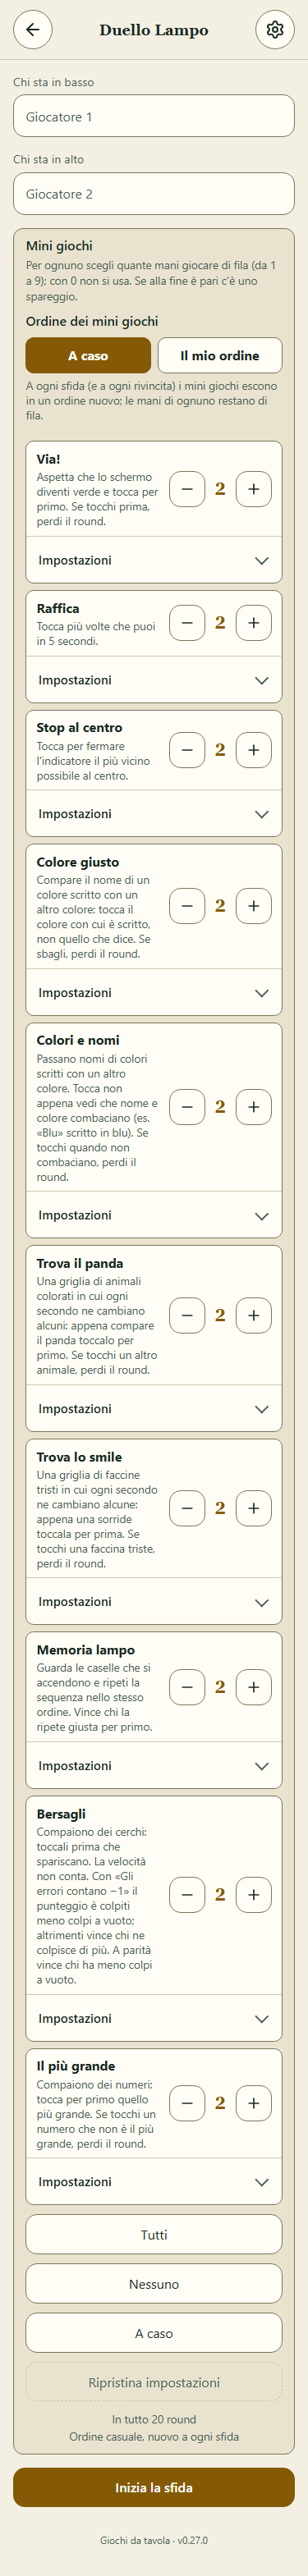 Duello Lampo
Chi sta in basso
Giocatore 1
Chi sta in alto
Giocatore 2
Mini giochi
Per ognuno scegli quante mani giocare di fila (da 1
a 9); con 0 non si usa. Se alla fine è pari c'è uno
spareggio.
Ordine dei mini giochi
A caso
Il mio ordine
A ogni sfida (e a ogni rivincita) i mini giochi escono
in un ordine nuovo; le mani di ognuno restano di
fila.
Via!
Aspetta che lo schermo
diventi verde e tocca per
primo. Se tocchi prima,
perdi il round.
− 2 +
Impostazioni
Raffica
Tocca più volte che puoi
in 5 secondi.
− 2 +
Impostazioni
Stop al centro
Tocca per fermare
l'indicatore il più vicino
possibile al centro.
− 2 +
Impostazioni
Colore giusto
Compare il nome di un
colore scritto con un
altro colore: tocca il
colore con cui è scritto,
non quello che dice. Se
sbagli, perdi il round.
− 2 +
Impostazioni
Colori e nomi
Passano nomi di colori
scritti con un altro
colore. Tocca non
appena vedi che nome e
colore combaciano (es.
«Blu» scritto in blu). Se
tocchi quando non
combaciano, perdi il
round.
− 2 +
Impostazioni
Trova il panda
Una griglia di animali
colorati in cui ogni
secondo ne cambiano
alcuni: appena compare
il panda toccalo per
primo. Se tocchi un altro
animale, perdi il round.
− 2 +
Impostazioni
Trova lo smile
Una griglia di faccine
tristi in cui ogni secondo
ne cambiano alcune:
appena una sorride
toccala per prima. Se
tocchi una faccina triste,
perdi il round.
− 2 +
Impostazioni
Memoria lampo
Guarda le caselle che si
accendono e ripeti la
sequenza nello stesso
ordine. Vince chi la
ripete giusta per primo.
− 2 +
Impostazioni
Bersagli
Compaiono dei cerchi:
toccali prima che
spariscano. La velocità
non conta. Con «Gli
errori contano −1» il
punteggio è colpiti
meno colpi a vuoto;
altrimenti vince chi ne
colpisce di più. A parità
vince chi ha meno colpi
a vuoto.
− 2 +
Impostazioni
Il più grande
Compaiono dei numeri:
tocca per primo quello
più grande. Se tocchi un
numero che non è il più
grande, perdi il round.
− 2 +
Impostazioni
Tutti
Nessuno
A caso
Ripristina impostazioni
In tutto 20 round
Ordine casuale, nuovo a ogni sfida
Inizia la sfida
Giochi da tavola · v0.27.0